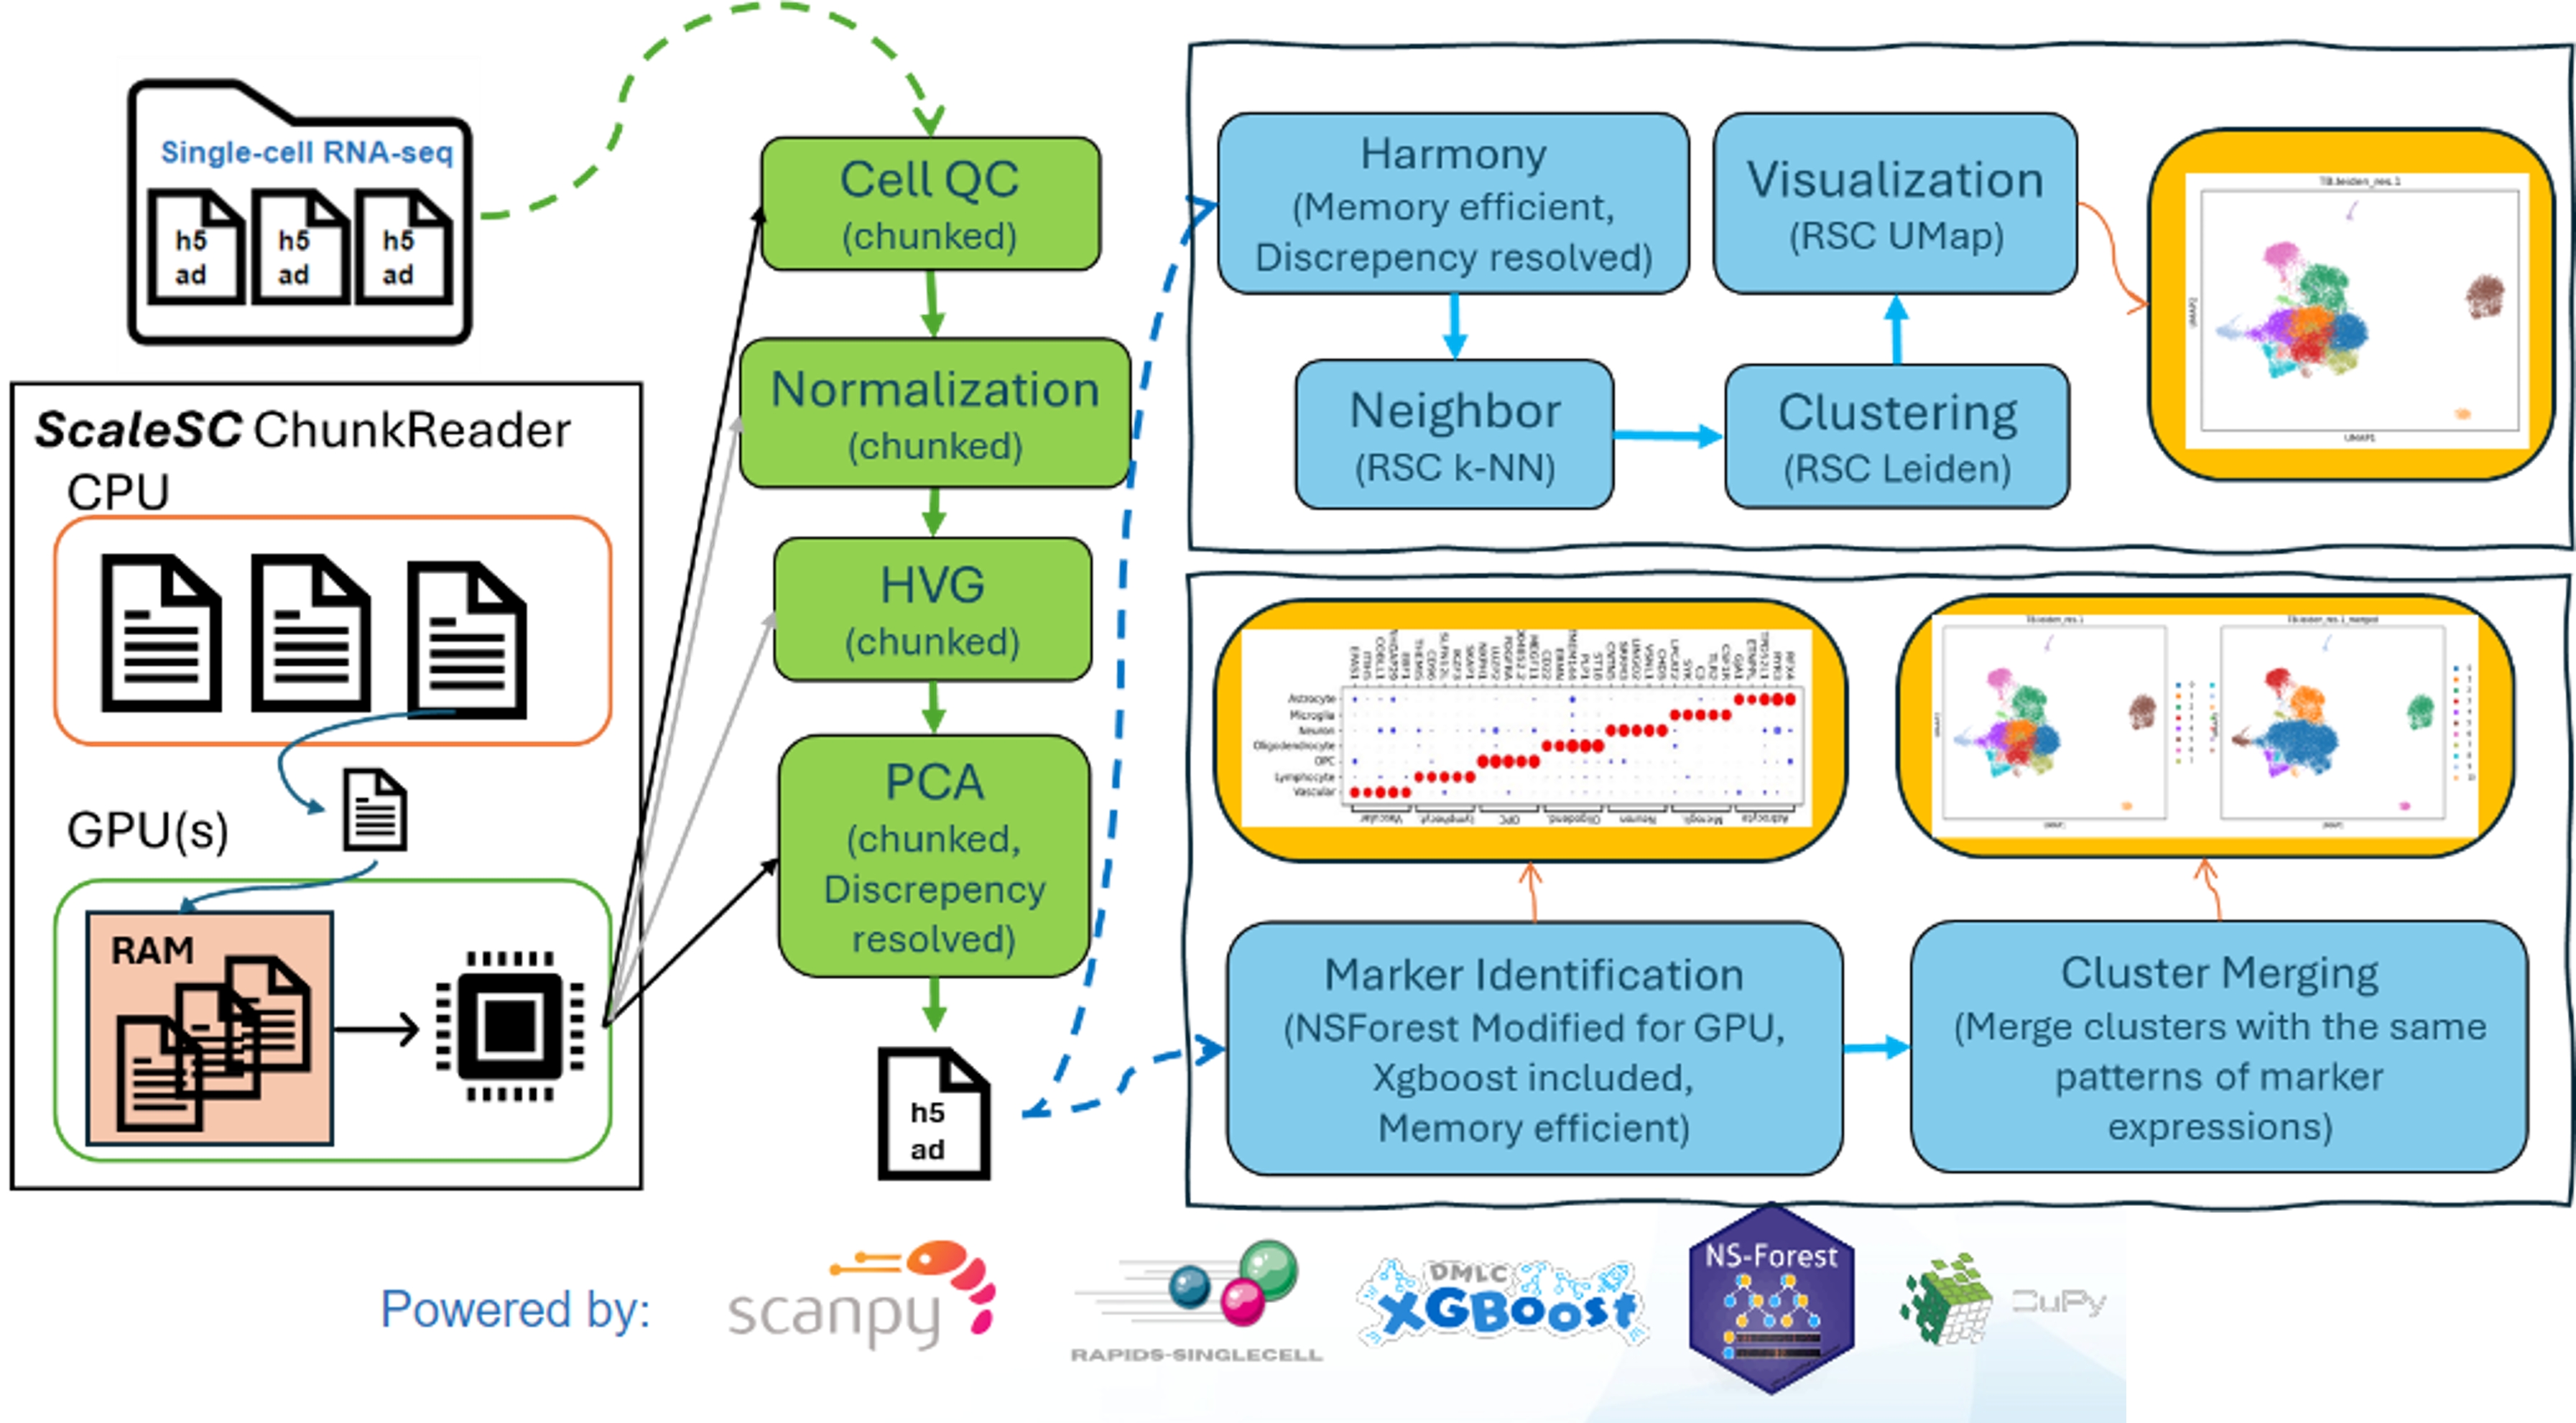 Single-cell RNA-seq
h5
ad
h5
ad
h5
ad
ScaleSC ChunkReader
CPU
GPU(s)
RAM
Cell QC
(chunked)
Normalization
(chunked)
HVG
(chunked)
PCA
(chunked,
Discrepency
resolved)
h5
ad
Harmony
(Memory efficient,
Discrepency resolved)
Neighbor
(RSC k-NN)
Clustering
(RSC Leiden)
Visualization
(RSC UMap)
UMAP1
Astrocyte
Microglia
Neuron
Oligodendrocyte
OPC
Lymphocyte
Vascular
Marker Identification
(NSForest Modified for GPU,
Xgboost included,
Memory efficient)
Cluster Merging
(Merge clusters with the same
patterns of marker
expressions)
Powered by:
scanpy
RAPIDS-SINGLECELL
DMLC
XGBoost
NS-Forest
CuPy